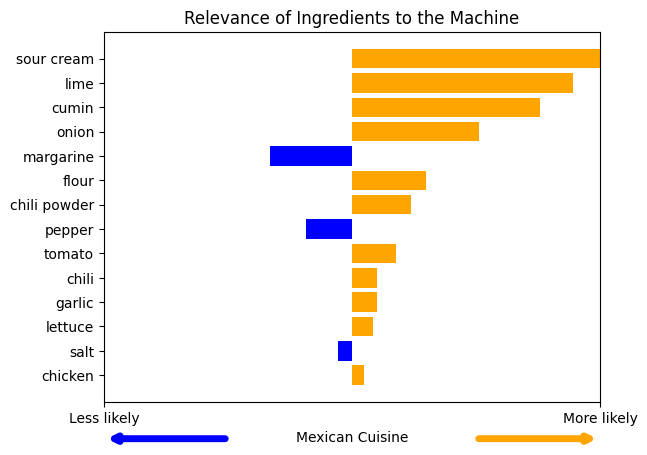 Relevance of Ingredients to the Machine
sour cream
lime
cumin
onion
margarine
flour
chili powder
pepper
tomato
chili
garlic
lettuce
salt
chicken
Less likely
More likely
Mexican Cuisine